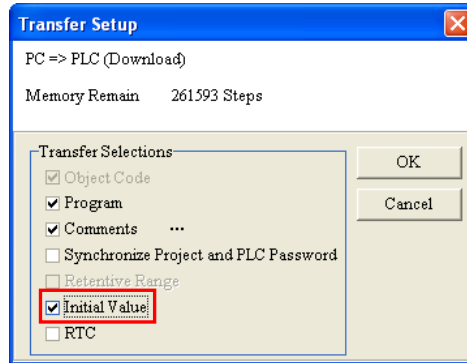 Transfer Setup
PC => PLC (Download)
Memory Remain 261593 Steps
Transfer Selections
Object Code
Program
Comments ...
Synchronize Project and PLC Password
Retentive Range
Initial Value
RTC
OK
Cancel